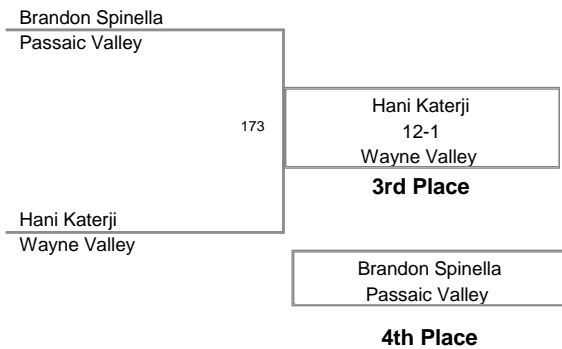 Brandon Spinella
Passaic Valley
173
Hani Katerji
12-1
Wayne Valley
3rd Place
Hani Katerji
Wayne Valley
Brandon Spinella
Passaic Valley
4th Place